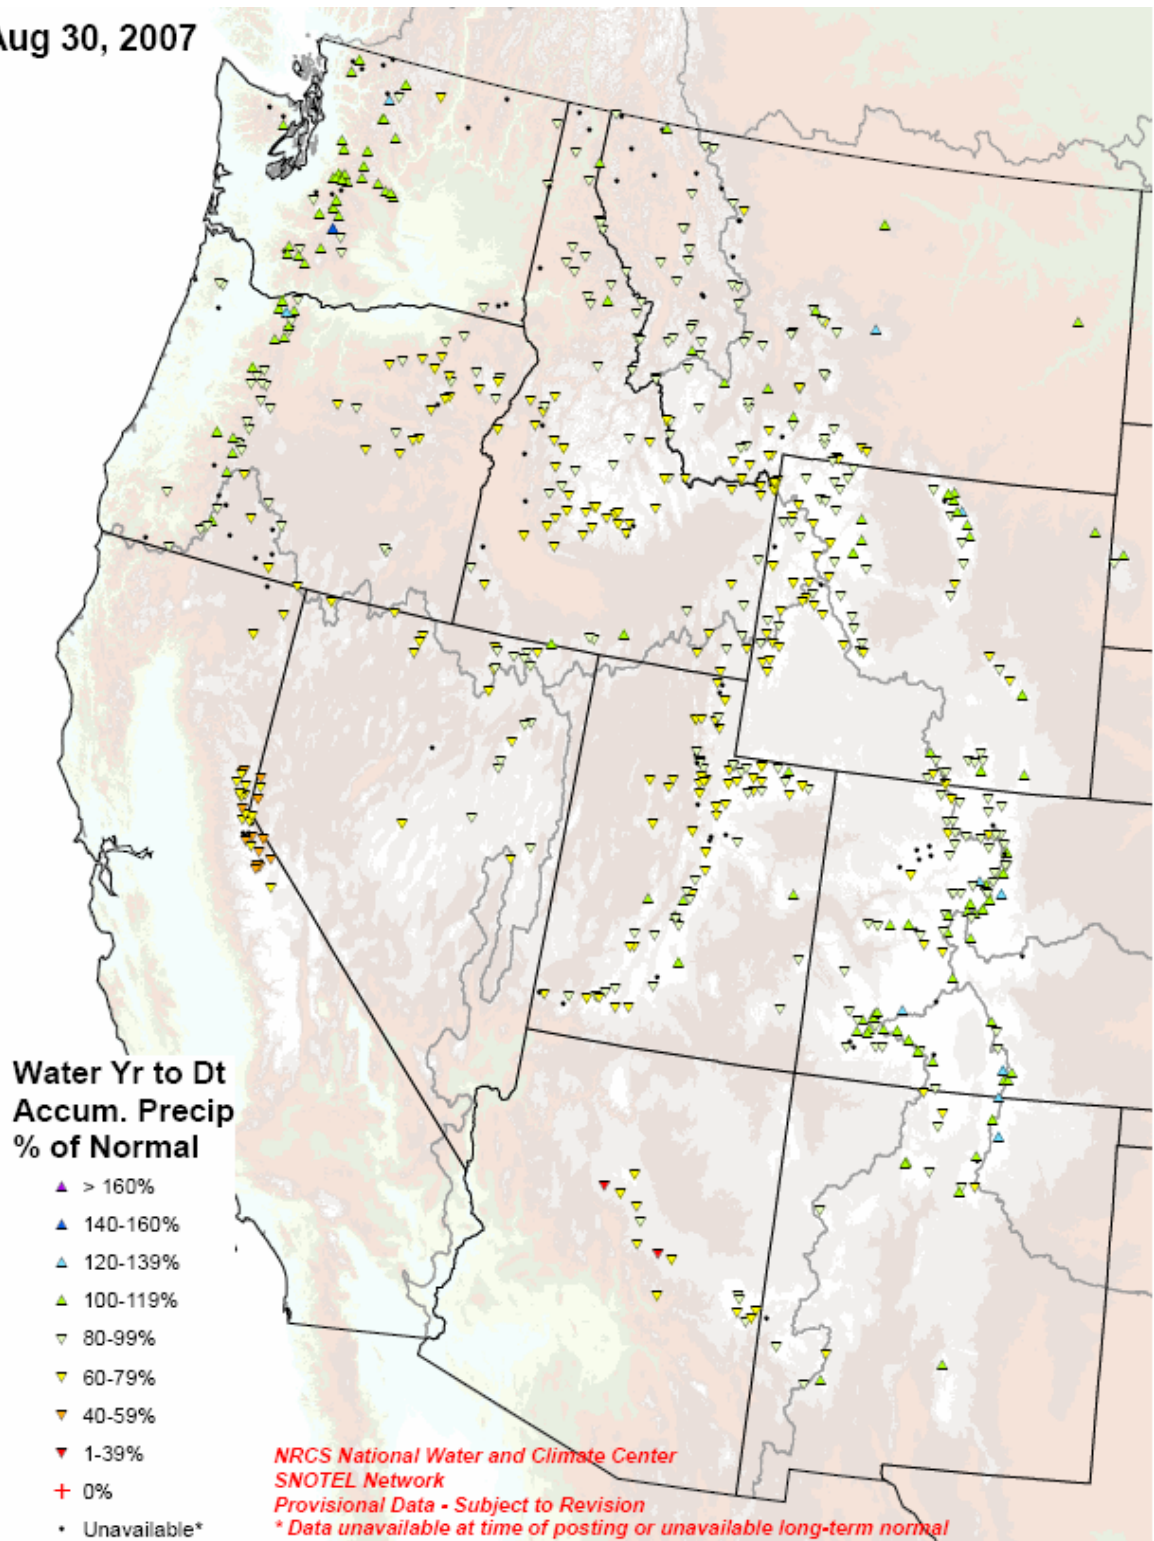 Aug 30, 2007
Water Yr to Dt
Accum. Precip
% of Normal
> 160%
140-160%
120-139%
100-119%
80-99%
60-79%
40-59%
1-39%
0%
Unavailable*
NRCS National Water and Climate Center
SNOTEL Network
Provisional Data - Subject to Revision
* Data unavailable at time of posting or unavailable long-term normal